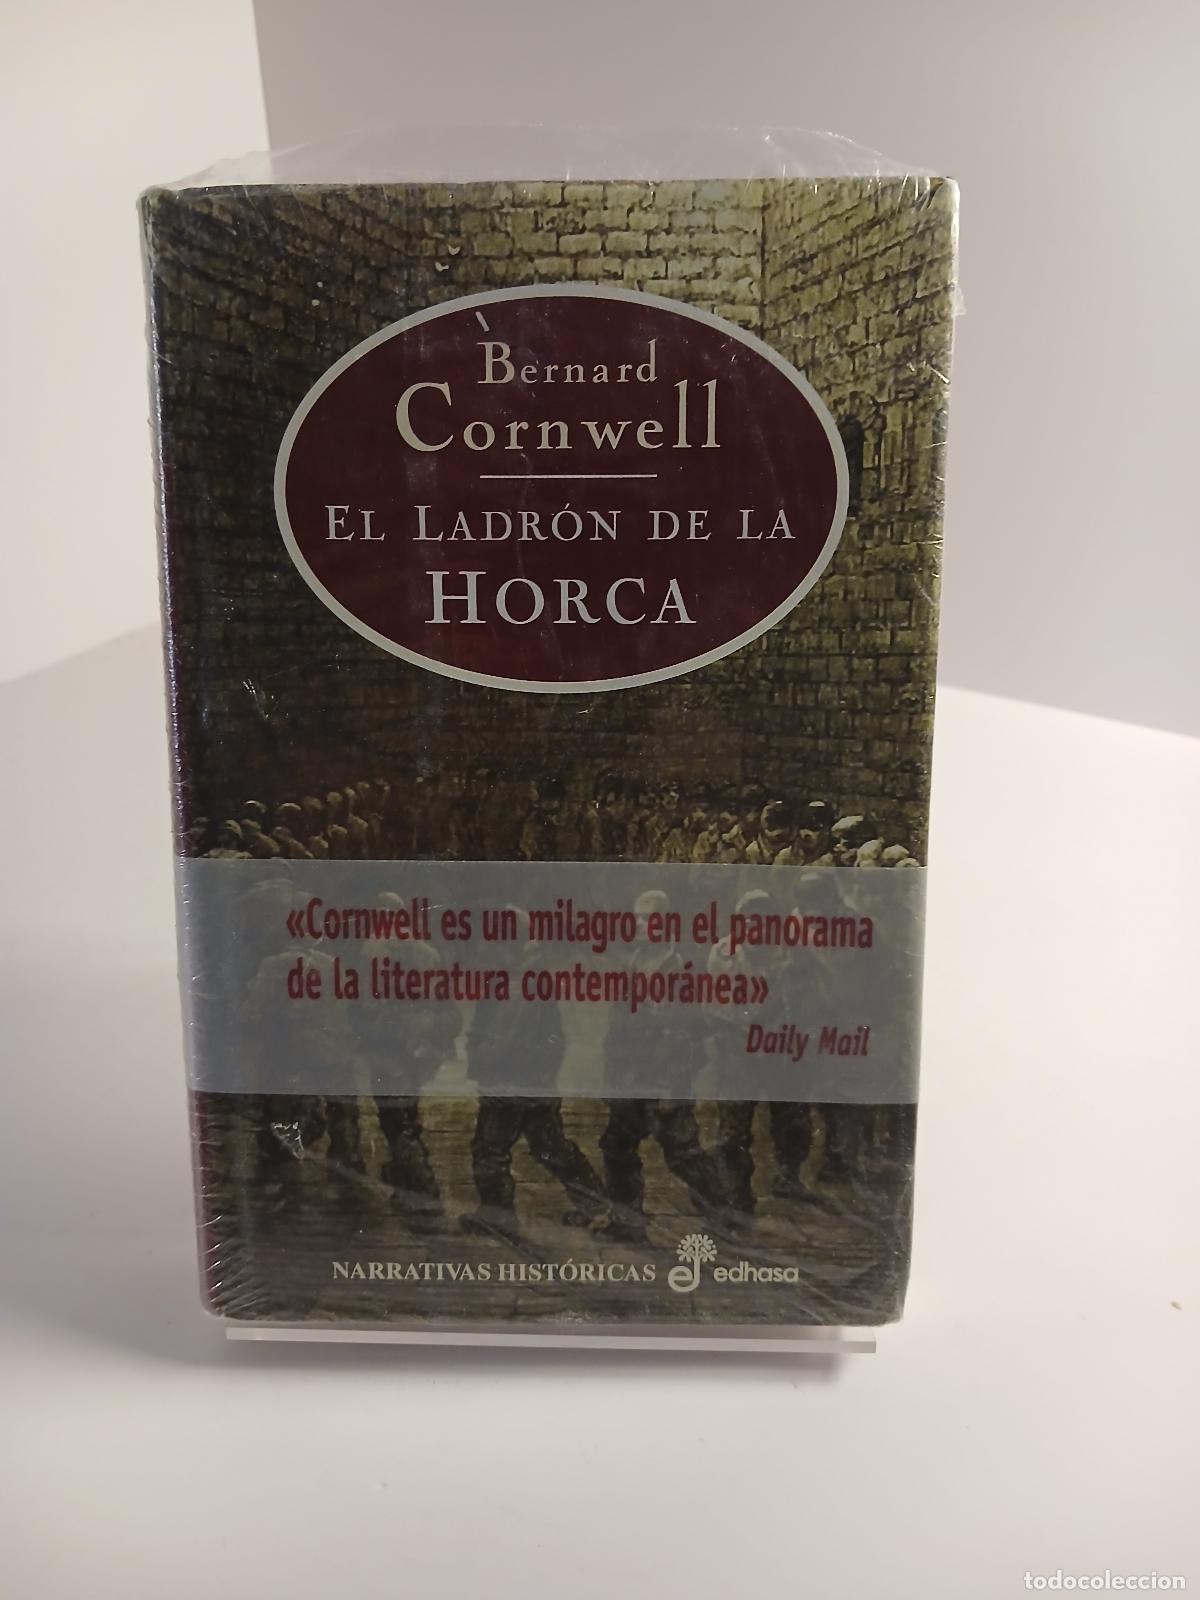 Bernard
Cornwell
EL LADRÓN DE LA
HORCA
«Cornwell es un milagro en el panorama
de la literatura contemporánea»
Daily Mail
NARRATIVAS HISTÓRICAS edhasa
todocoleccion